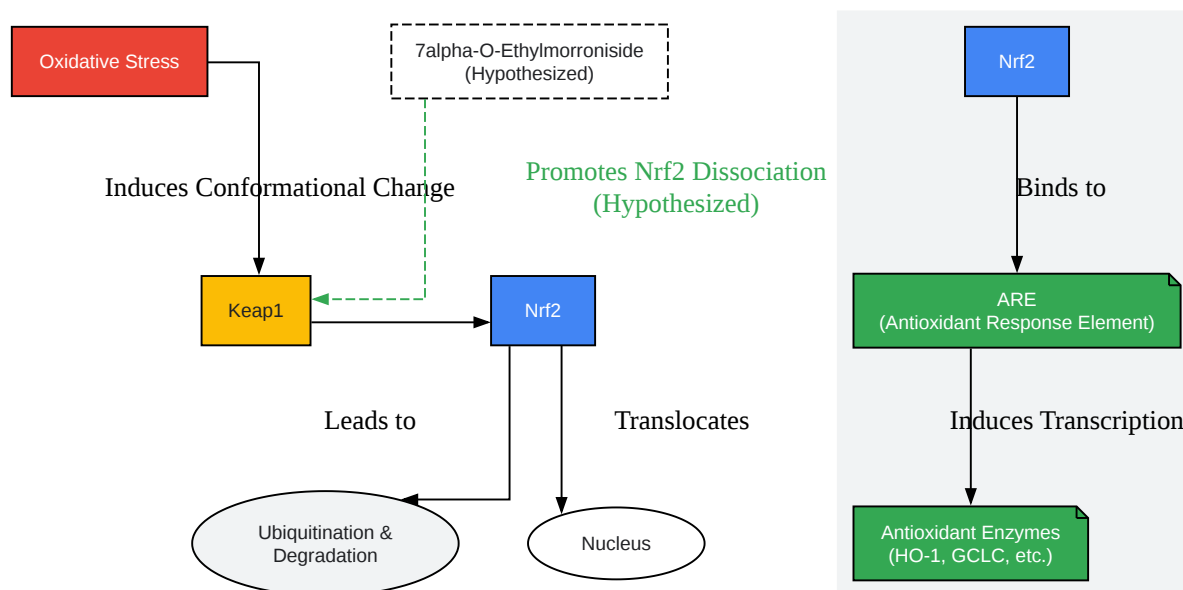 Oxidative Stress
7alpha-O-Ethylmorroniside
(Hypothesized)
Nrf2
Induces Conformational Change
Promotes Nrf2 Dissociation
(Hypothesized)
Binds to
Keap1
Nrf2
ARE
(Antioxidant Response Element)
Leads to
Translocates
Induces Transcription
Ubiquitination &
Degradation
Nucleus
Antioxidant Enzymes
(HO-1, GCLC, etc.)